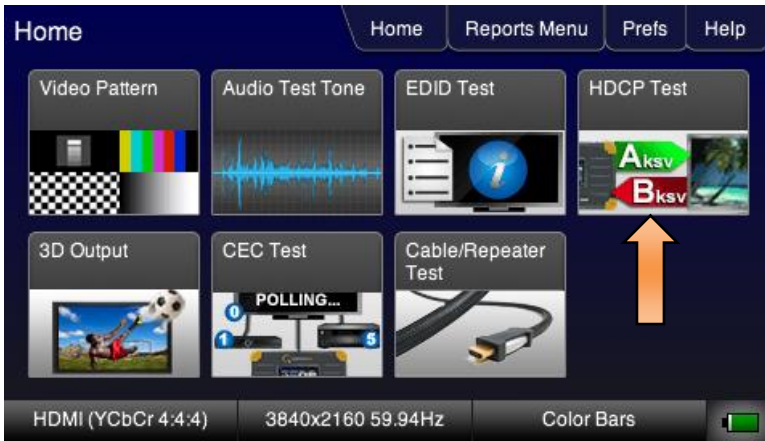 Home
Home Reports Menu Prefs Help
Video Pattern
Audio Test Tone
EDID Test
HDCP Test
i
Aksv
Bksv
3D Output
CEC Test
Cable/Repeater
Test
POLLING...
0
1
5
HDMI (YCbCr 4:4:4) 3840x2160 59.94Hz Color Bars